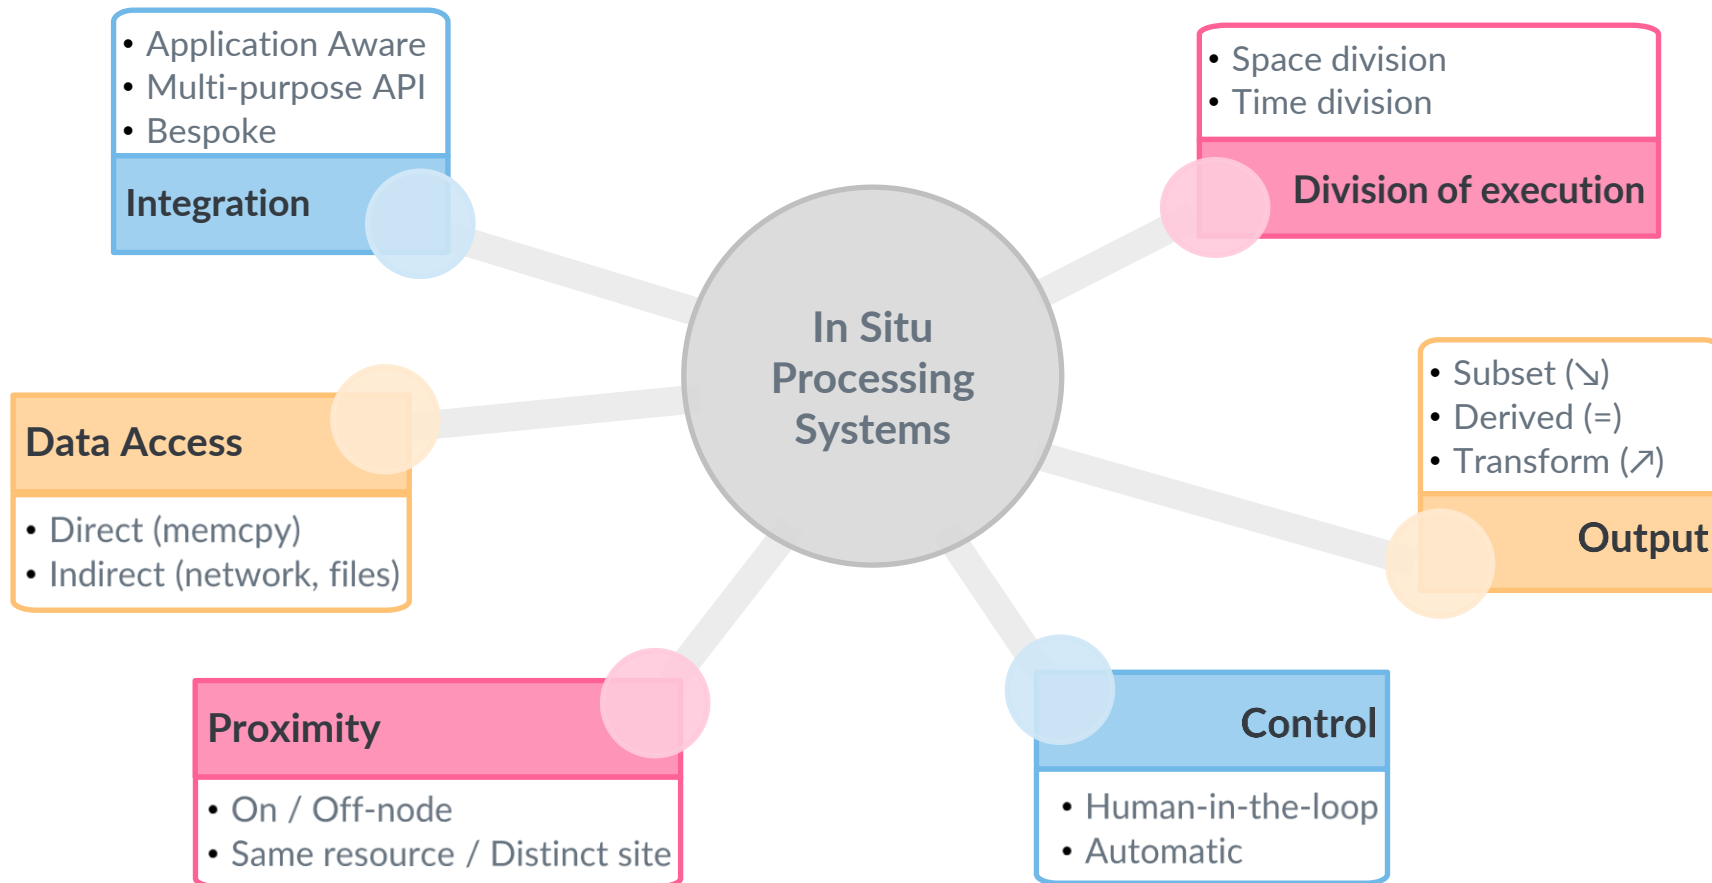 • Application Aware
• Multi-purpose API
• Bespoke
Integration
• Space division
• Time division
Division of execution
In Situ
Processing
Systems
Data Access
• Direct (memcpy)
• Indirect (network, files)
• Subset (↘)
• Derived (=)
• Transform (↗)
Output
Proximity
• On / Off-node
• Same resource / Distinct site
Control
• Human-in-the-loop
• Automatic